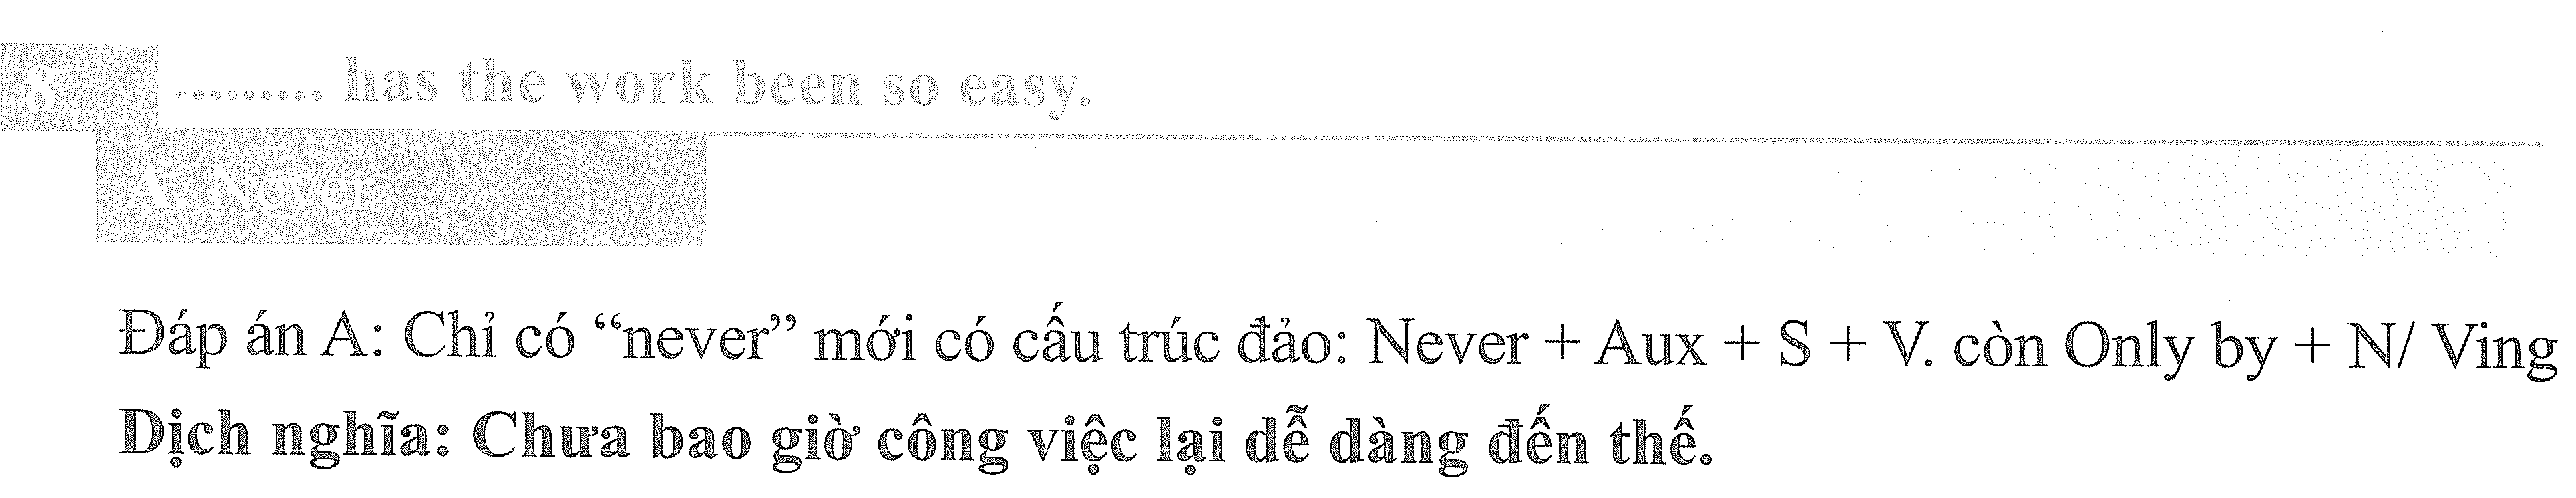 8 ......... has the work been so easy.
A. Never
Đáp án A: Chỉ có “never” mới có cấu trúc đảo: Never + Aux + S + V. còn Only by + N/ Ving
Dịch nghĩa: Chưa bao giờ công việc lại dễ dàng đến thế.